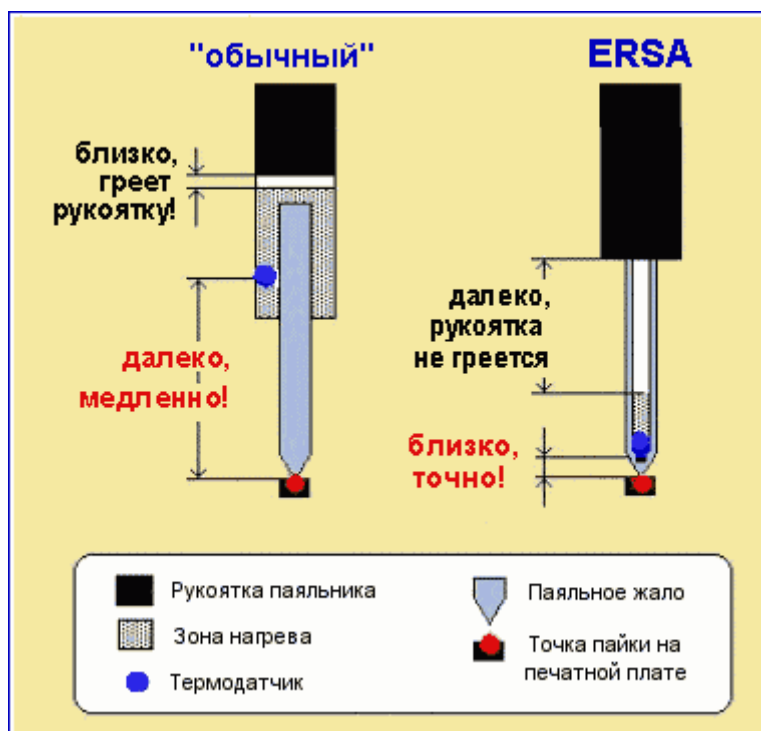 "обычный"
ERSA
близко,
греет
рукоятку!
далеко,
рукоятка
не греется
далеко,
медленно!
близко,
точно!
Рукоятка паяльника
Зона нагрева
Термодатчик
Паяльное жало
Точка пайки на
печатной плате